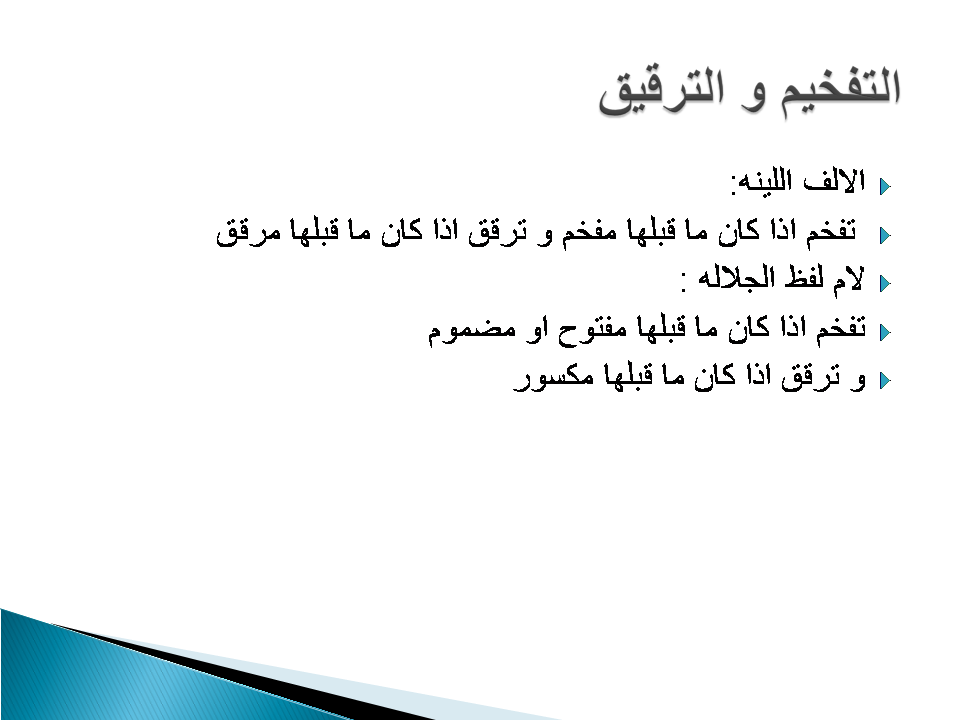 التفخيم و الترقيق
الالف اللينه:
تفخم اذا كان ما قبلها مفخم و ترقق اذا كان ما قبلها مرقق
لام لفظ الجلاله :
تفخم اذا كان ما قبلها مفتوح او مضموم
و ترقق اذا كان ما قبلها مكسور